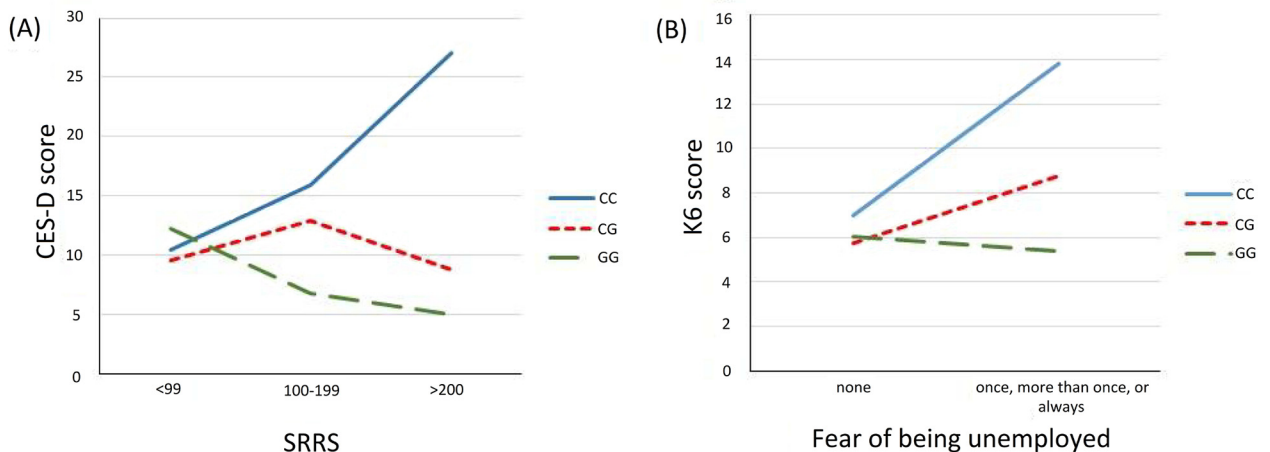 (A)
30
25
20
15
10
5
0
CES-D score
<99
100-199
>200
SRRS
CC
CG
GG
(B)
16
14
12
10
8
6
4
2
0
K6 score
none
once, more than once, or
always
Fear of being unemployed
CC
CG
GG